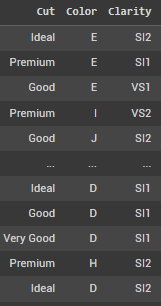 Cut Color Clarity
Ideal E SI2
Premium E SI1
Good E VS1
Premium I VS2
Good J SI2
... ... ...
Ideal D SI1
Good D SI1
Very Good D SI1
Premium H SI2
Ideal D SI2